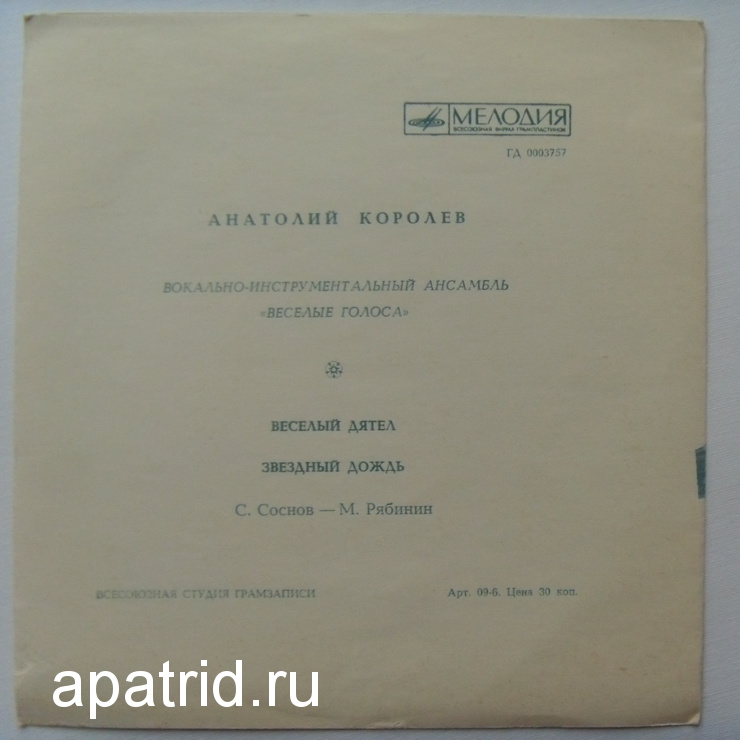 МЕЛОДИЯ
ВСЕСОЮЗНАЯ ФИРМА ГРАМПЛАСТИНОК
ГД 0003757
АНАТОЛИЙ КОРОЛЕВ
ВОКАЛЬНО-ИНСТРУМЕНТАЛЬНЫЙ АНСАМБЛЬ
«ВЕСЕЛЫЕ ГОЛОСА»
ВЕСЕЛЫЙ ДЯТЕЛ
ЗВЕЗДНЫЙ ДОЖДЬ
С. Соснов — М. Рябинин
ВСЕСОЮЗНАЯ СТУДИЯ ГРАМЗАПИСИ
Арт. 09-6. Цена 30 коп.
apatrid.ru